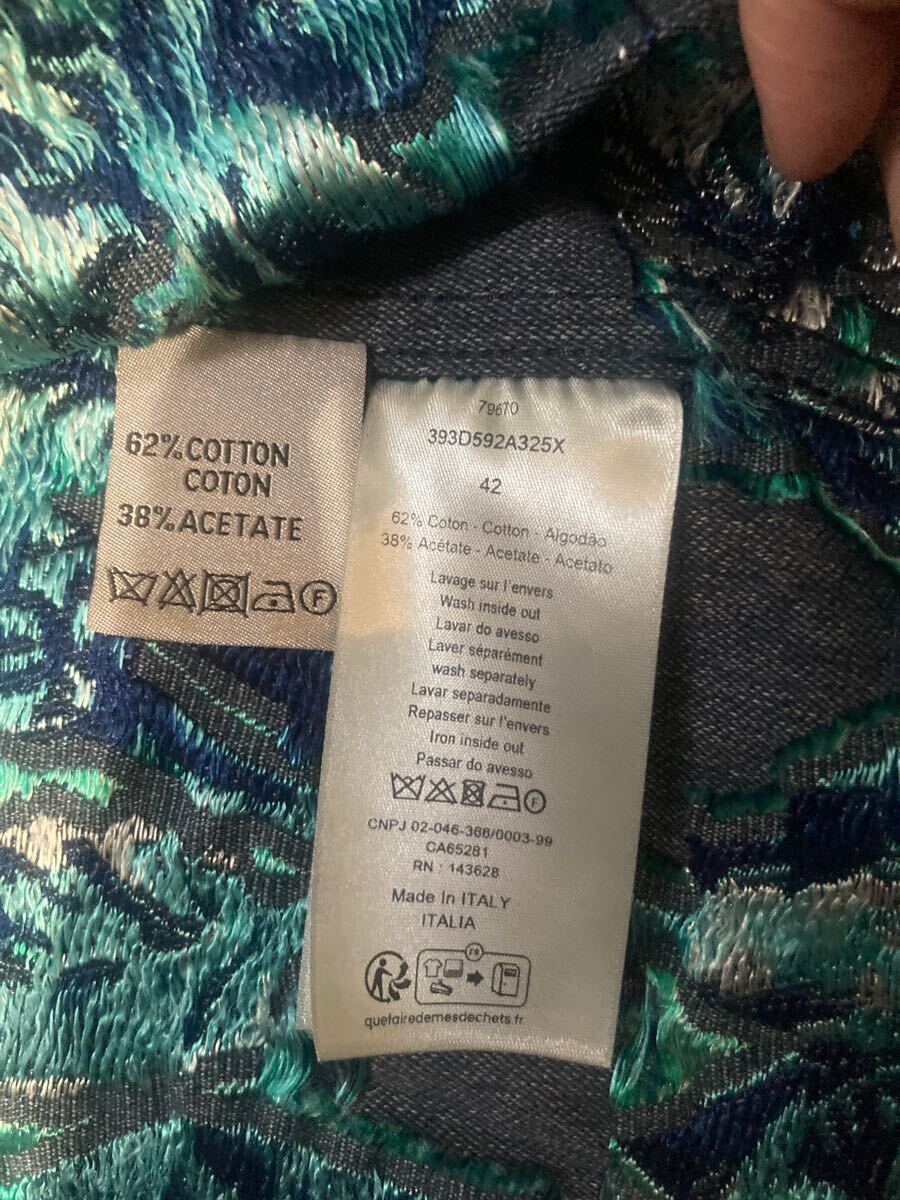 62% COTTON
COTON
38% ACETATE
F
79670
393D592A325X
42
62% Coton - Cotton - Algodão
38% Acétate - Acetate - Acetato
Lavage sur l'envers
Wash inside out
Lavar do avesso
Laver séparément
wash separately
Lavar separadamente
Repasser sur l'envers
Iron inside out
Passar do avesso
F
CNPJ 02-046-366/0003-99
CA65281
RN : 143628
Made In ITALY
ITALIA
FR
quefairedemesdechets.fr